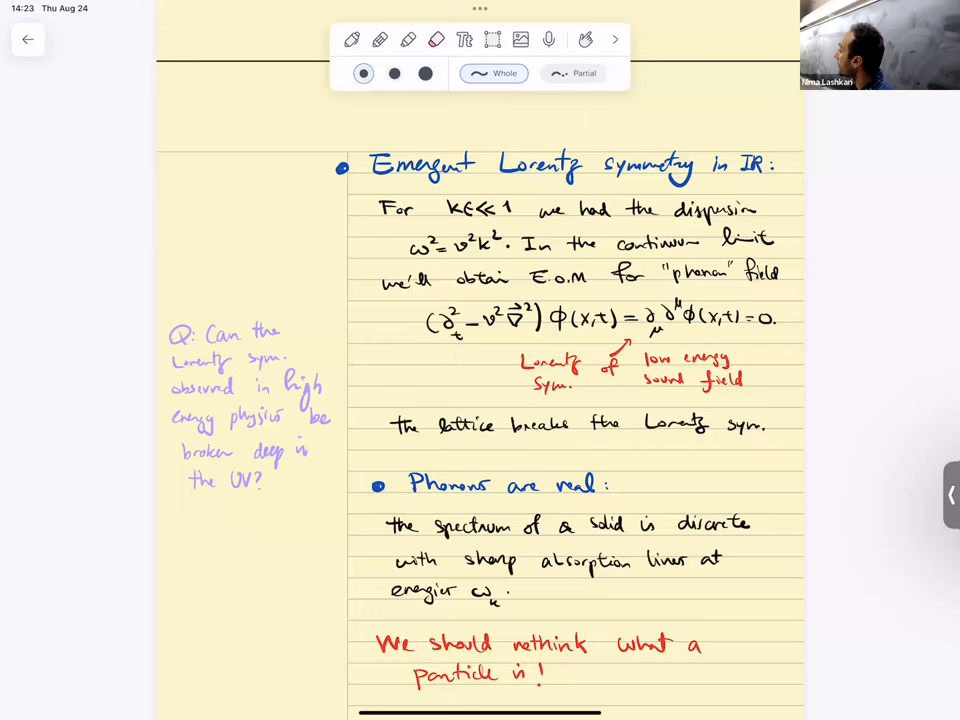 14:23 Thu Aug 24
Tt
Whole
Partial
Nima Lashkari
• Emergent Lorentz symmetry in IR:
For kϵ≪1 we had the dispersion
ω²=v²k². In the continuum limit
we'll obtain E.O.M for "phonon" field
(∂ₜ² - v² ∇⃗²) ϕ(x,t) = ∂_μ ∂^μ ϕ(x,t) = 0.
Lorentz of low energy
Sym. sound field
the lattice breaks the Lorentz sym.
Q: Can the
Lorentz sym.
observed in high
energy physics be
broken deep in
the UV?
• Phonons are real:
the spectrum of a solid is discrete
with sharp absorption lines at
energies ωₖ.
We should rethink what a
particle is!